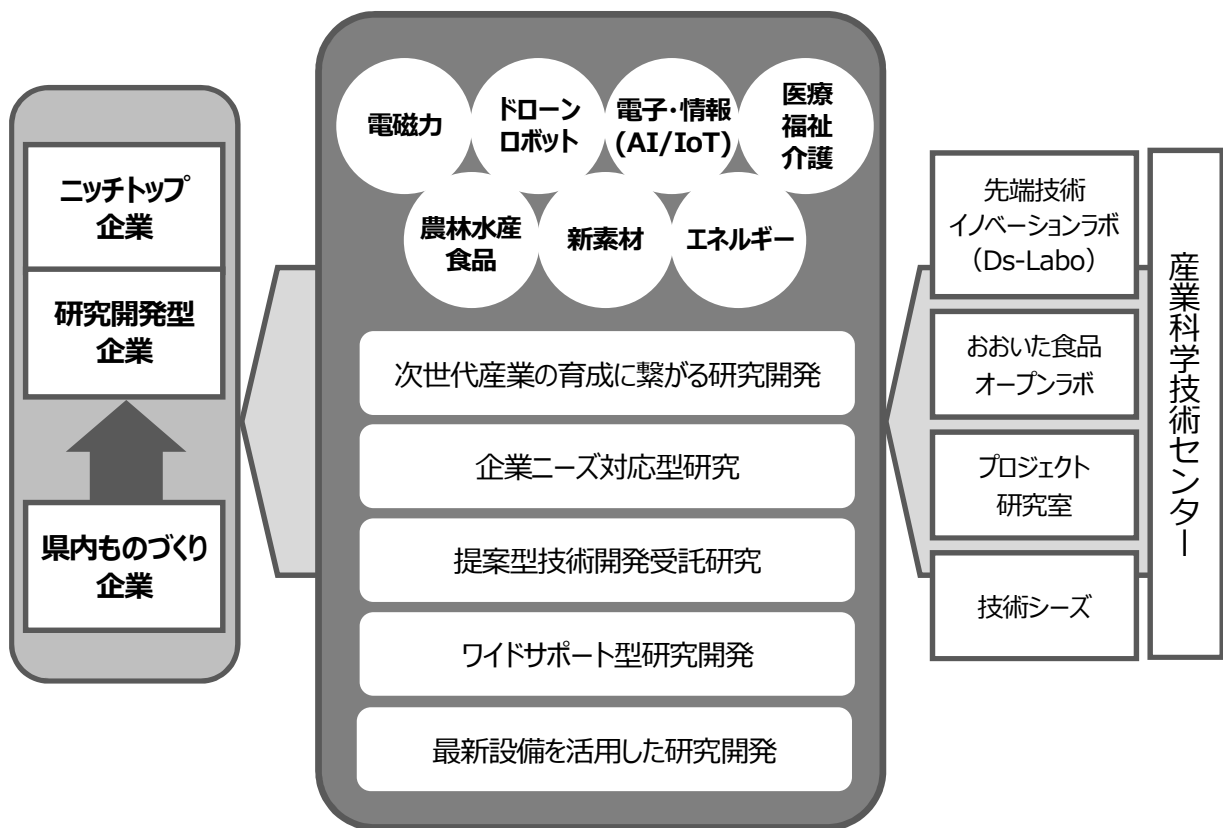 ニッチトップ
企業
研究開発型
企業
県内ものづくり
企業
電磁力
ドローン
ロボット
電子・情報
(AI/IoT)
医療
福祉
介護
農林水産
食品
新素材
エネルギー
次世代産業の育成に繋がる研究開発
企業ニーズ対応型研究
提案型技術開発受託研究
ワイドサポート型研究開発
最新設備を活用した研究開発
先端技術
イノベーションラボ
（Ds-Labo）
おおいた食品
オープンラボ
プロジェクト
研究室
技術シーズ
産業科学技術センター